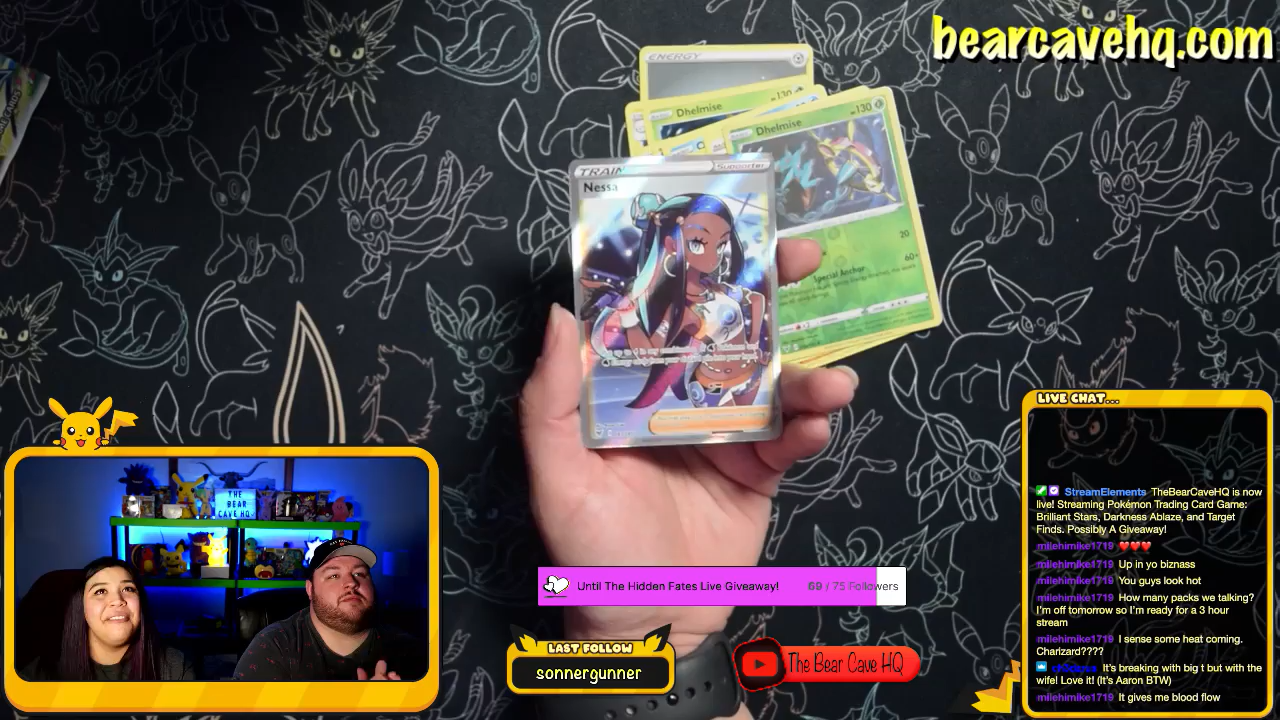 bearcavehq.com
ENERGY
Dhelmise
130
Dhelmise
130
TRAIN
Supporter
Nessa
20
60+
Special Anchor
THE
BEAR
CAVE HQ
Until The Hidden Fates Live Giveaway!
69 / 75 Followers
LAST FOLLOW
sonnergunner
The Bear Cave HQ
LIVE CHAT...
StreamElements TheBearCaveHQ is now
live! Streaming Pokémon Trading Card Game:
Brilliant Stars, Darkness Ablaze, and Target
Finds. Possibly A Giveaway!
milehimike1719 ❤️❤️❤️
milehimike1719 Up in yo biznass
milehimike1719 You guys look hot
milehimike1719 How many packs we talking?
I'm off tomorrow so I'm ready for a 3 hour
stream
milehimike1719 I sense some heat coming.
Charizard????
It's breaking with big t but with the
wife! Love it! (It's Aaron BTW)
milehimike1719 It gives me blood flow